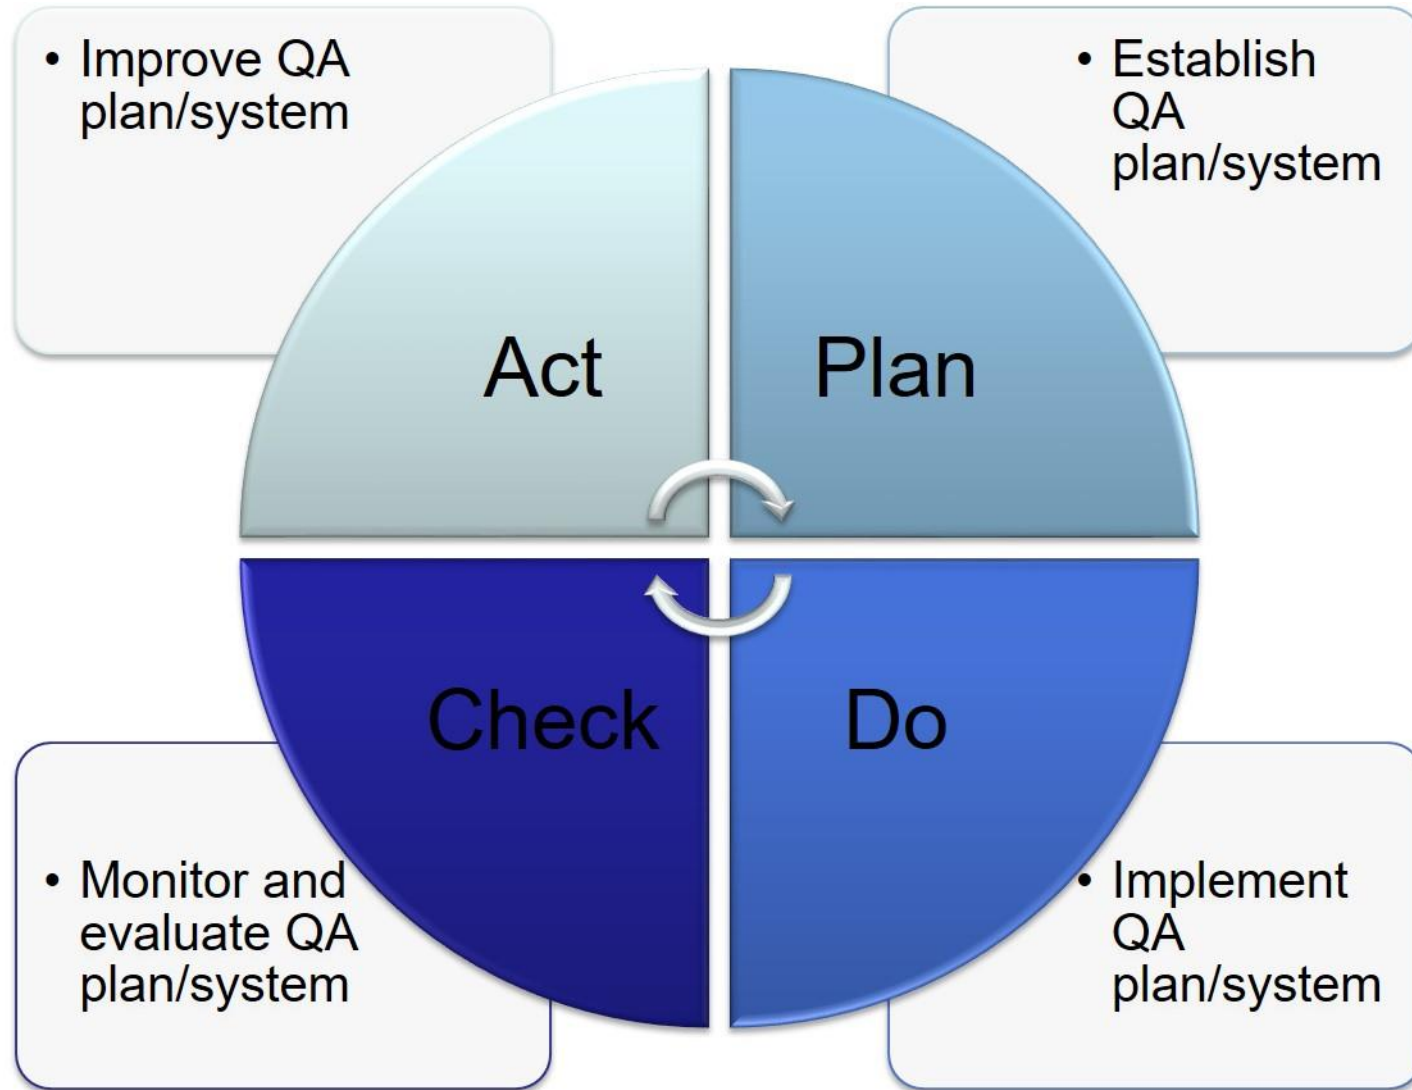 • Improve QA
plan/system
• Establish
QA
plan/system
Act
Plan
Check
Do
• Monitor and
evaluate QA
plan/system
• Implement
QA
plan/system